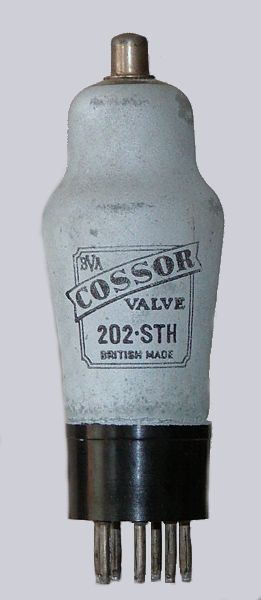 BVA
COSSOR
VALVE
202·STH
BRITISH MADE